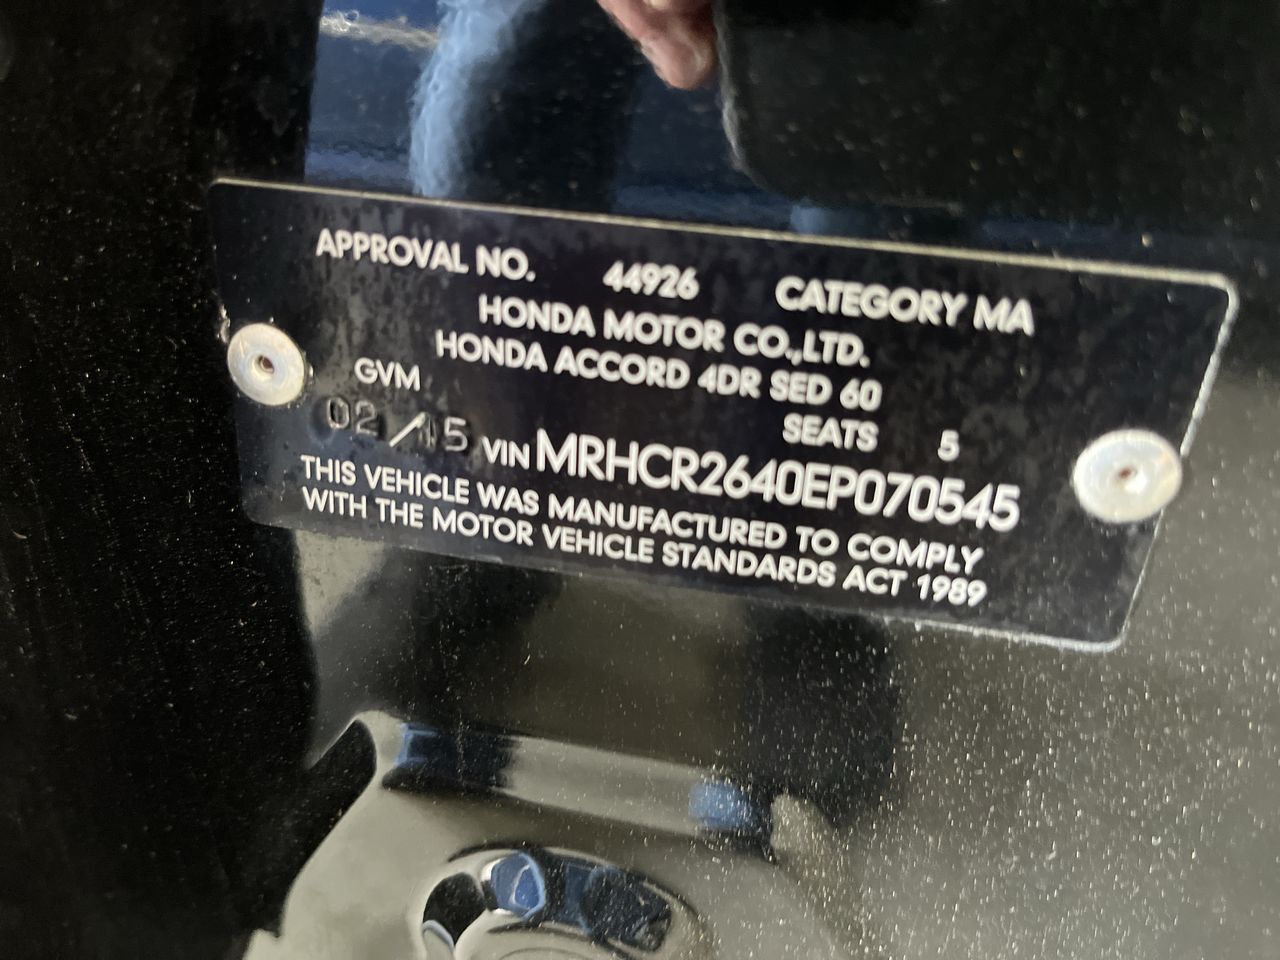 APPROVAL NO. 44926 CATEGORY MA
HONDA MOTOR CO.,LTD.
HONDA ACCORD 4DR SED 60
GVM SEATS 5
02/15 VIN MRHCR2640EP070545
THIS VEHICLE WAS MANUFACTURED TO COMPLY
WITH THE MOTOR VEHICLE STANDARDS ACT 1989